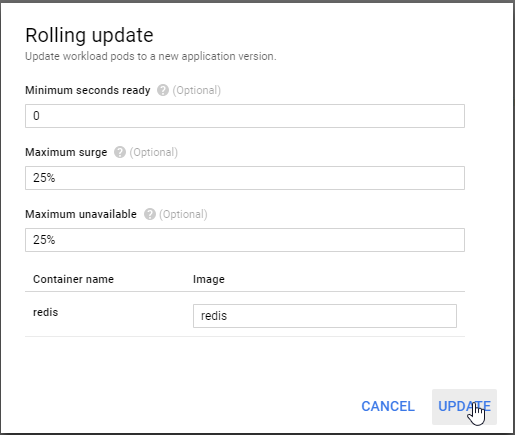 Rolling update
Update workload pods to a new application version.
Minimum seconds ready ? (Optional)
0
Maximum surge ? (Optional)
25%
Maximum unavailable ? (Optional)
25%
Container name Image
redis redis
CANCEL UPDATE